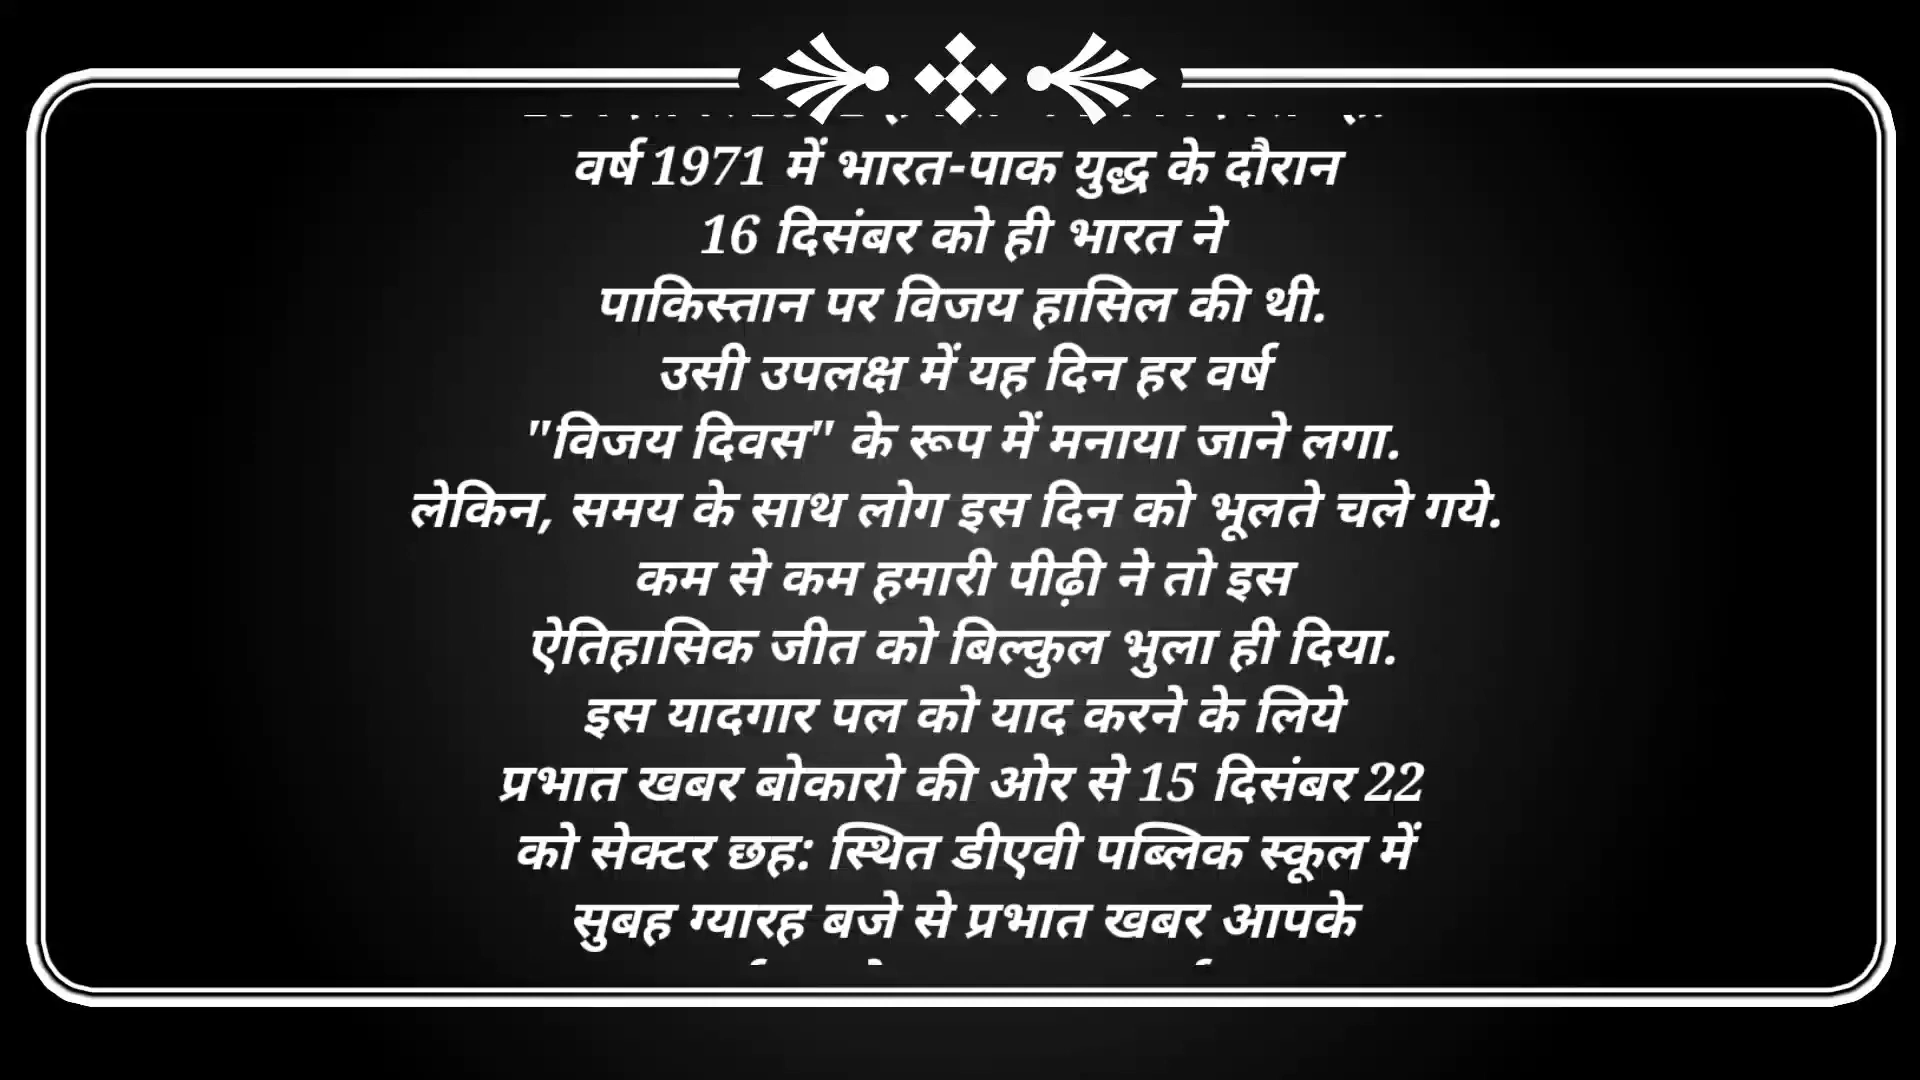 वर्ष 1971 में भारत-पाक युद्ध के दौरान
16 दिसंबर को ही भारत ने
पाकिस्तान पर विजय हासिल की थी.
उसी उपलक्ष में यह दिन हर वर्ष
"विजय दिवस" के रूप में मनाया जाने लगा.
लेकिन, समय के साथ लोग इस दिन को भूलते चले गये.
कम से कम हमारी पीढ़ी ने तो इस
ऐतिहासिक जीत को बिल्कुल भुला ही दिया.
इस यादगार पल को याद करने के लिये
प्रभात खबर बोकारो की ओर से 15 दिसंबर 22
को सेक्टर छह: स्थित डीएवी पब्लिक स्कूल में
सुबह ग्यारह बजे से प्रभात खबर आपके